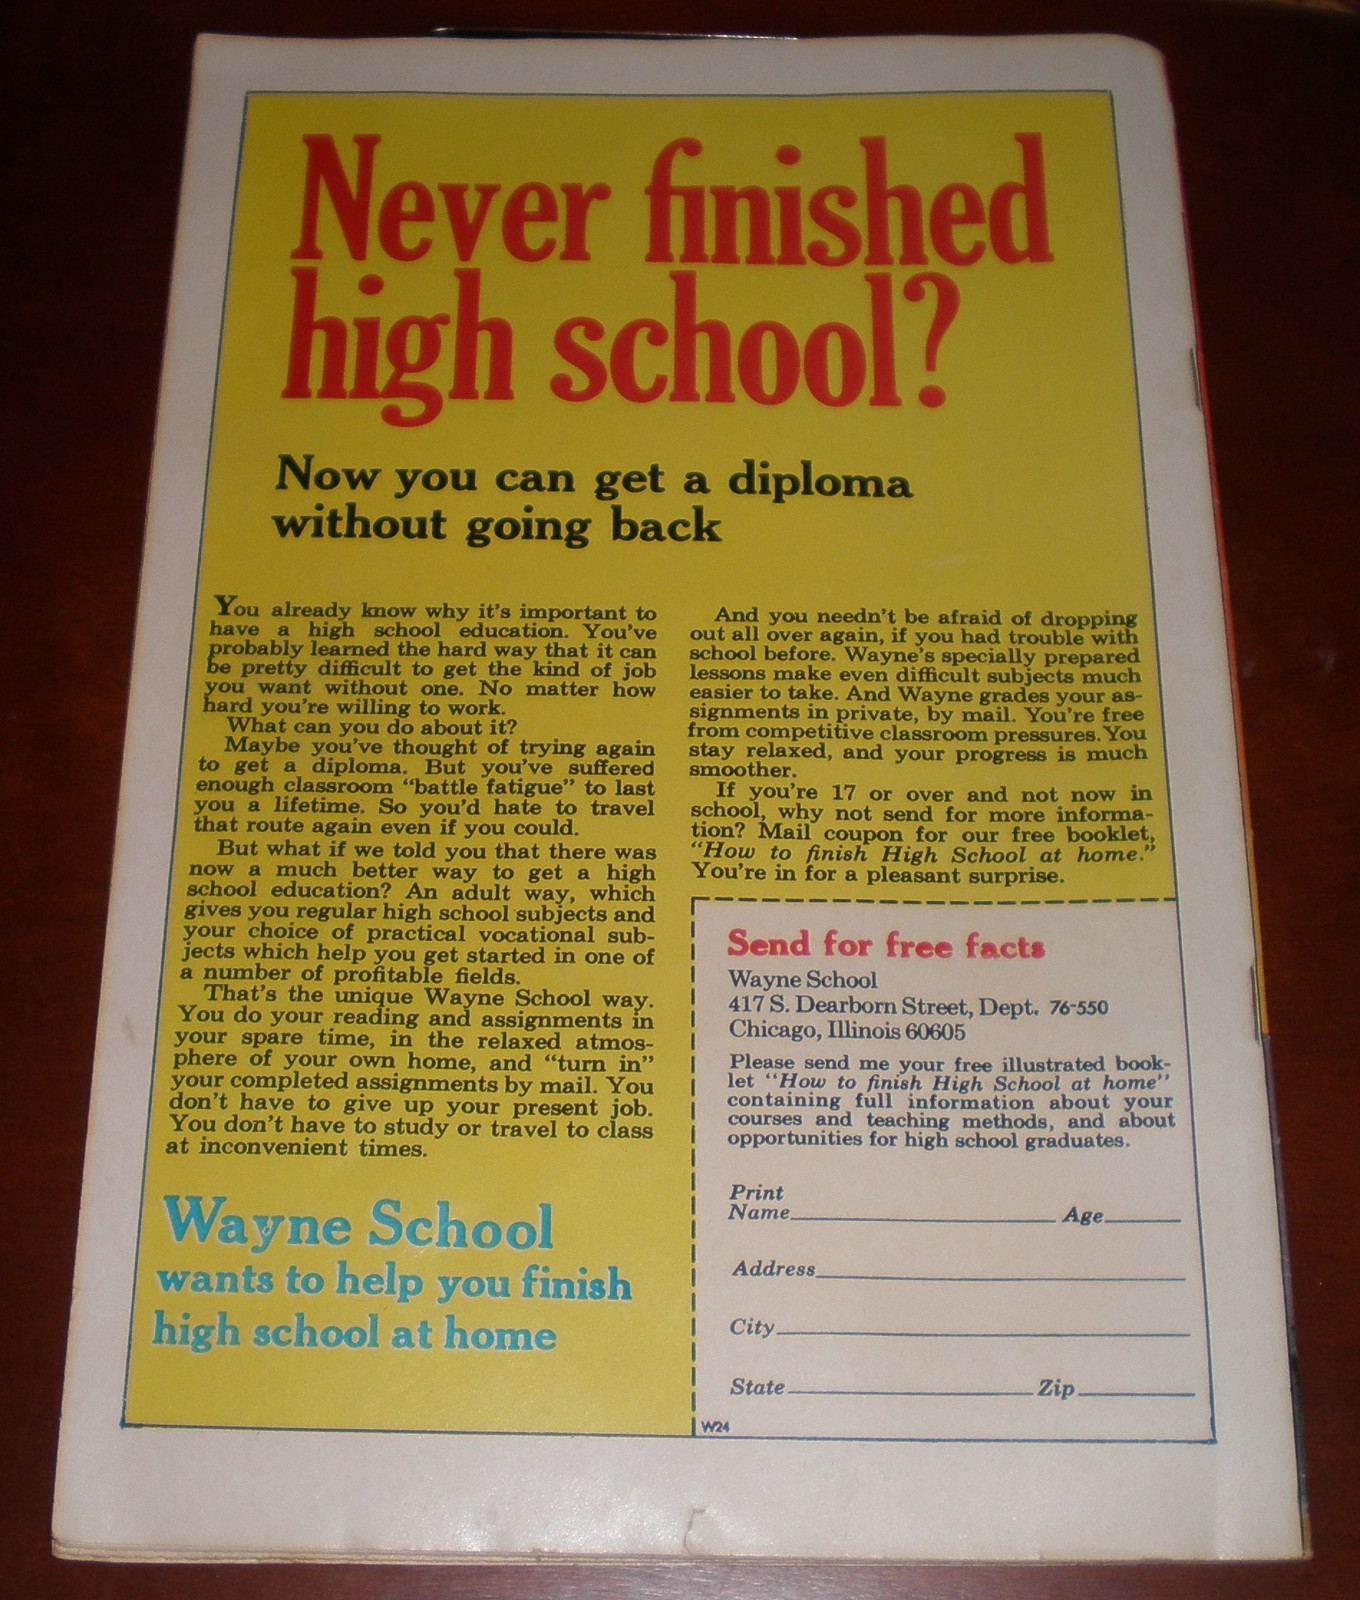 Never finished
high school?
Now you can get a diploma
without going back
You already know why it's important to
have a high school education. You've
probably learned the hard way that it can
be pretty difficult to get the kind of job
you want without one. No matter how
hard you're willing to work.
What can you do about it?
Maybe you've thought of trying again
to get a diploma. But you've suffered
enough classroom "battle fatigue" to last
you a lifetime. So you'd hate to travel
that route again even if you could.
But what if we told you that there was
now a much better way to get a high
school education? An adult way, which
gives you regular high school subjects and
your choice of practical vocational sub-
jects which help you get started in one of
a number of profitable fields.
That's the unique Wayne School way.
You do your reading and assignments in
your spare time, in the relaxed atmos-
phere of your own home, and "turn in"
your completed assignments by mail. You
don't have to give up your present job.
You don't have to study or travel to class
at inconvenient times.
Wayne School
wants to help you finish
high school at home
And you needn't be afraid of dropping
out all over again, if you had trouble with
school before. Wayne's specially prepared
lessons make even difficult subjects much
easier to take. And Wayne grades your as-
signments in private, by mail. You're free
from competitive classroom pressures. You
stay relaxed, and your progress is much
smoother.
If you're 17 or over and not now in
school, why not send for more informa-
tion? Mail coupon for our free booklet,
"How to finish High School at home."
You're in for a pleasant surprise.
Send for free facts
Wayne School
417 S. Dearborn Street, Dept. 76-550
Chicago, Illinois 60605
Please send me your free illustrated book-
let "How to finish High School at home"
containing full information about your
courses and teaching methods, and about
opportunities for high school graduates.
Print
Name Age
Address
City
State Zip
W24